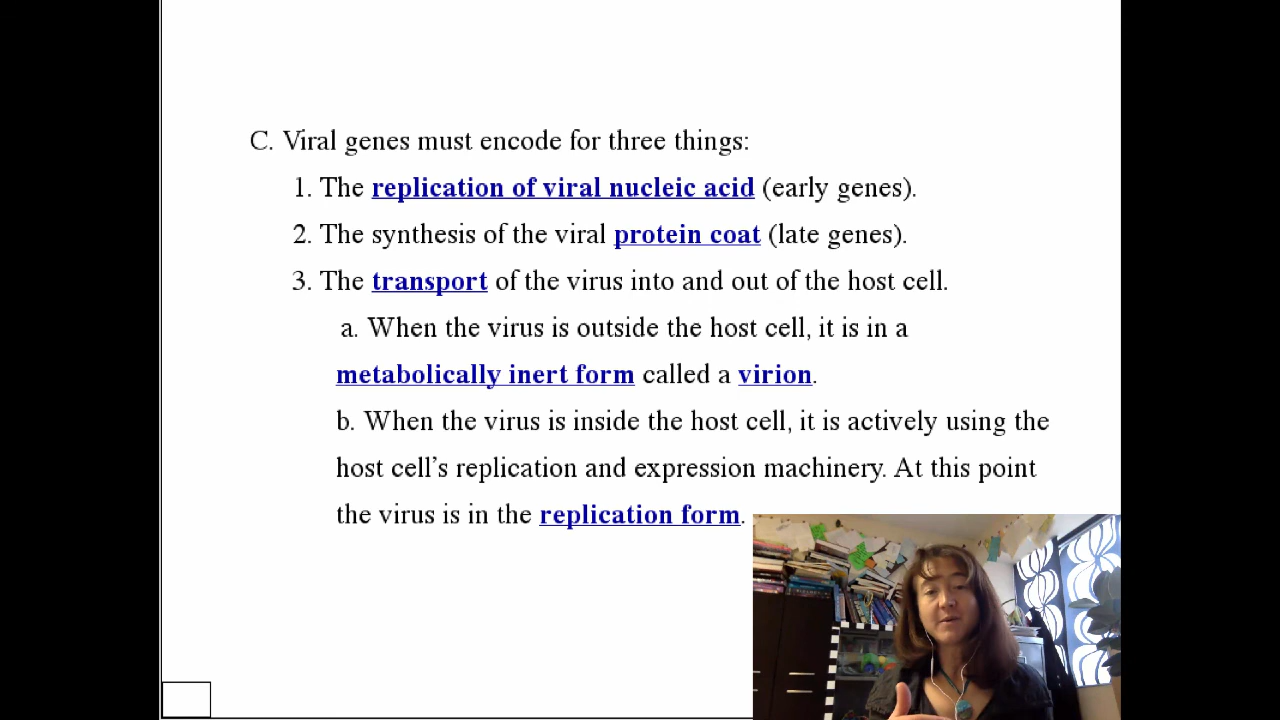 C. Viral genes must encode for three things:
1. The replication of viral nucleic acid (early genes).
2. The synthesis of the viral protein coat (late genes).
3. The transport of the virus into and out of the host cell.
a. When the virus is outside the host cell, it is in a
metabolically inert form called a virion.
b. When the virus is inside the host cell, it is actively using the
host cell’s replication and expression machinery. At this point
the virus is in the replication form.